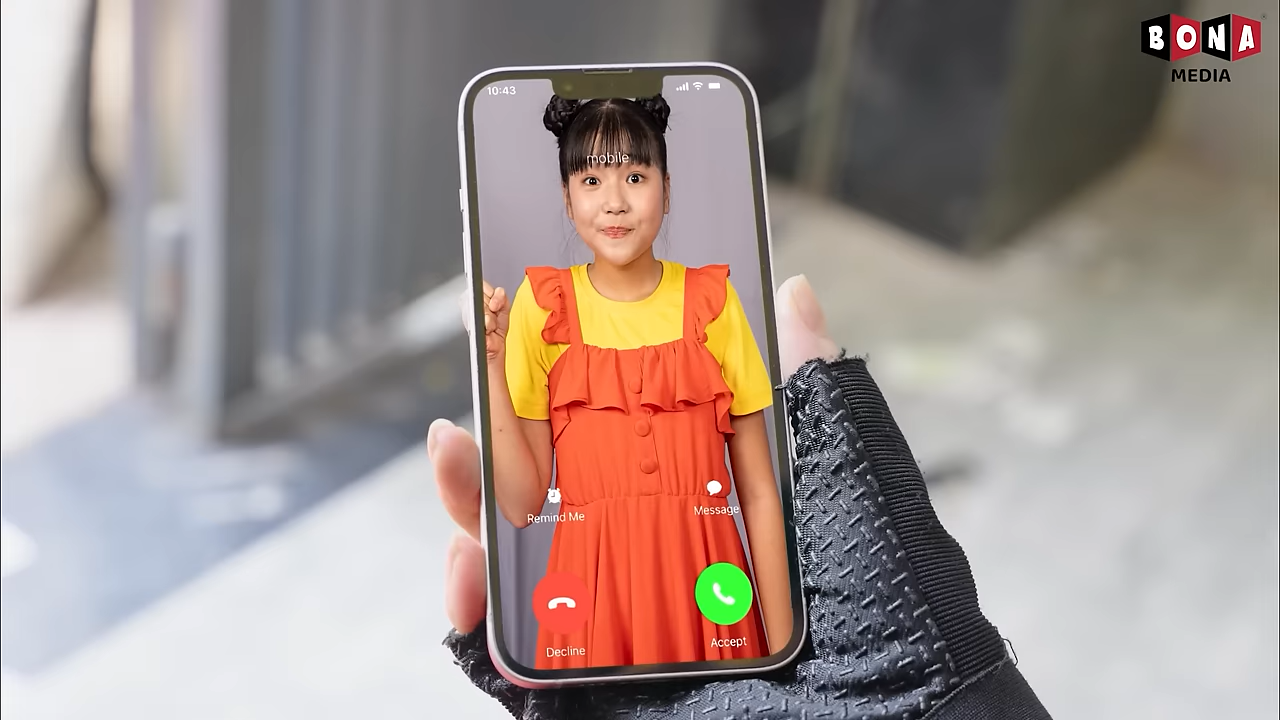 BONA
MEDIA
10:43
mobile
Remind Me
Message
Decline
Accept